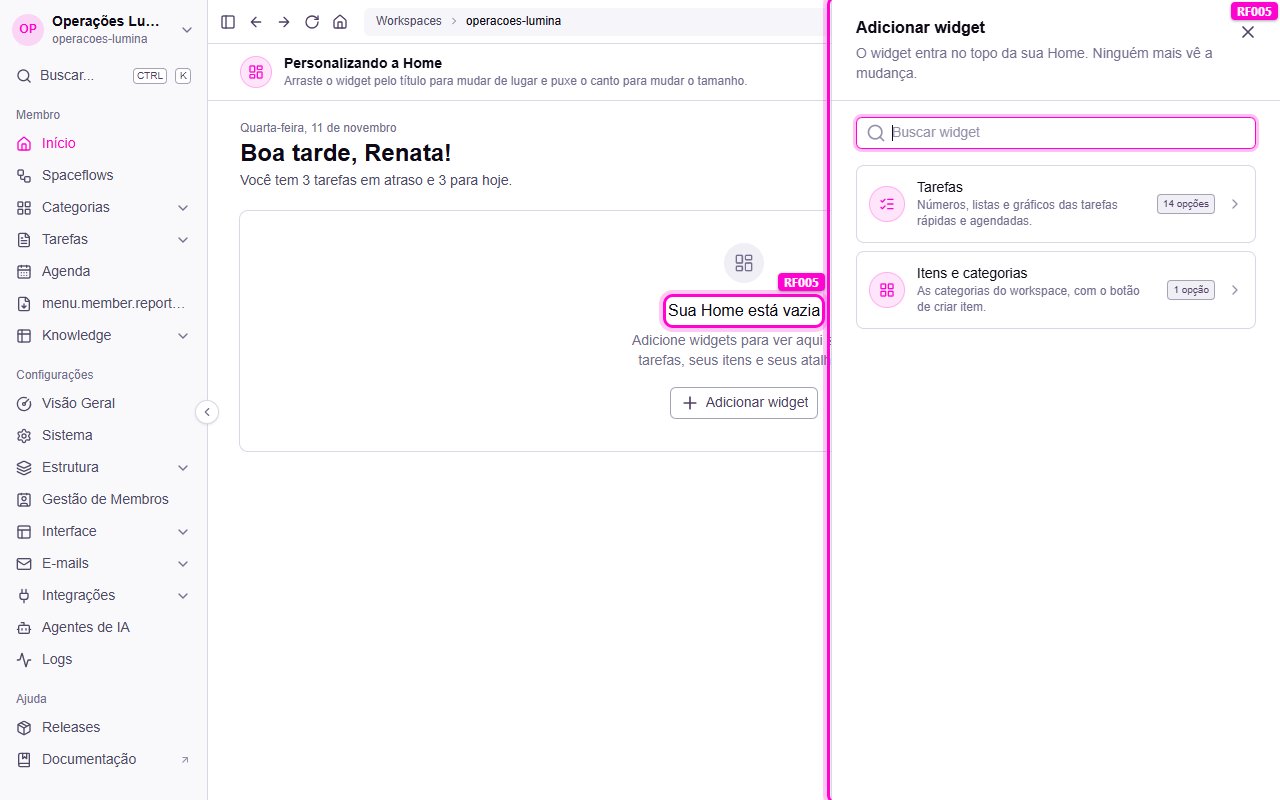 OP
Operações Lu...
operacoes-lumina
Buscar...
CTRL K
Membro
Início
Spaceflows
Categorias
Tarefas
Agenda
menu.member.report...
Knowledge
Configurações
Visão Geral
Sistema
Estrutura
Gestão de Membros
Interface
E-mails
Integrações
Agentes de IA
Logs
Ajuda
Releases
Documentação
Workspaces > operacoes-lumina
Personalizando a Home
Arraste o widget pelo título para mudar de lugar e puxe o canto para mudar o tamanho.
Quarta-feira, 11 de novembro
Boa tarde, Renata!
Você tem 3 tarefas em atraso e 3 para hoje.
RF005
Sua Home está vazia
Adicione widgets para ver aqui
tarefas, seus itens e seus
Adicionar widget
RF005
Adicionar widget
O widget entra no topo da sua Home. Ninguém mais vê a
mudança.
Buscar widget
Tarefas
Números, listas e gráficos das tarefas
rápidas e agendadas.
14 opções
Itens e categorias
As categorias do workspace, com o botão
de criar item.
1 opção